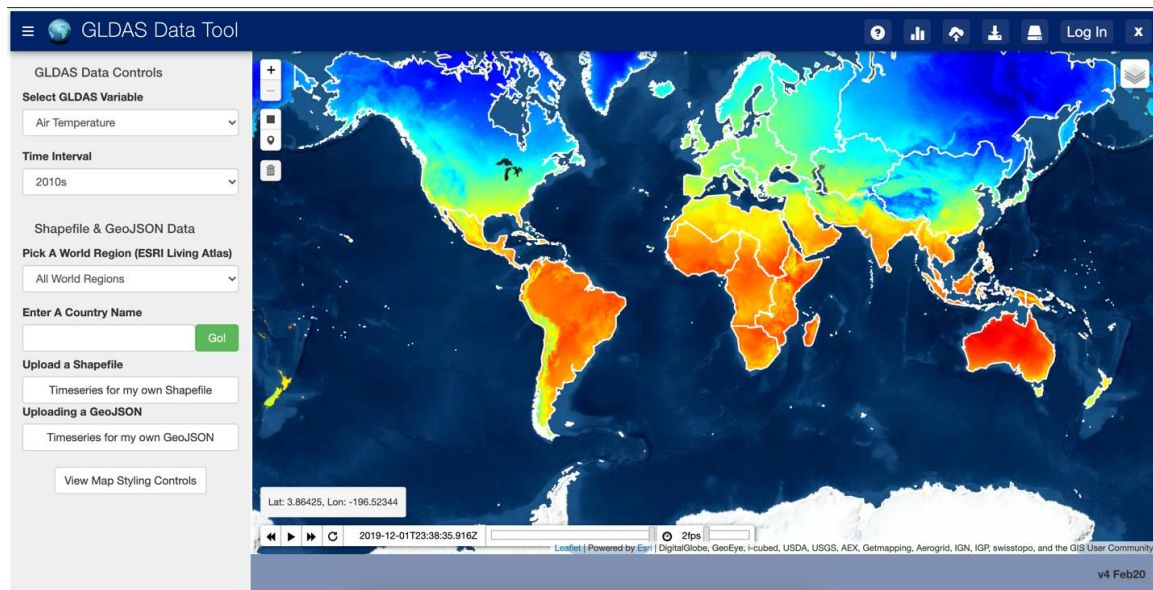 GLDAS Data Tool
Log In
x
GLDAS Data Controls
Select GLDAS Variable
Air Temperature
Time Interval
2010s
Shapefile & GeoJSON Data
Pick A World Region (ESRI Living Atlas)
All World Regions
Enter A Country Name
Go!
Upload a Shapefile
Timeseries for my own Shapefile
Uploading a GeoJSON
Timeseries for my own GeoJSON
View Map Styling Controls
+
−
Lat: 3.86425, Lon: -196.52344
2019-12-01T23:38:35.916Z
2fps
Leaflet | Powered by Esri | DigitalGlobe, GeoEye, i-cubed, USDA, USGS, AEX, Getmapping, Aerogrid, IGN, IGP, swisstopo, and the GIS User Community
v4 Feb20